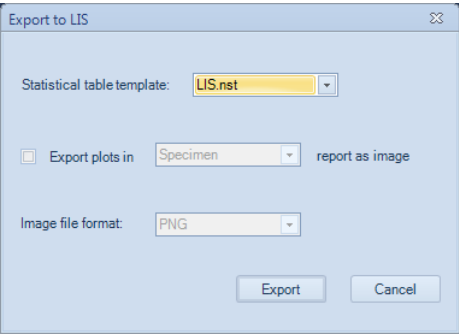 Export to LIS
Statistical table template: LIS.nst
Export plots in Specimen report as image
Image file format: PNG
Export Cancel